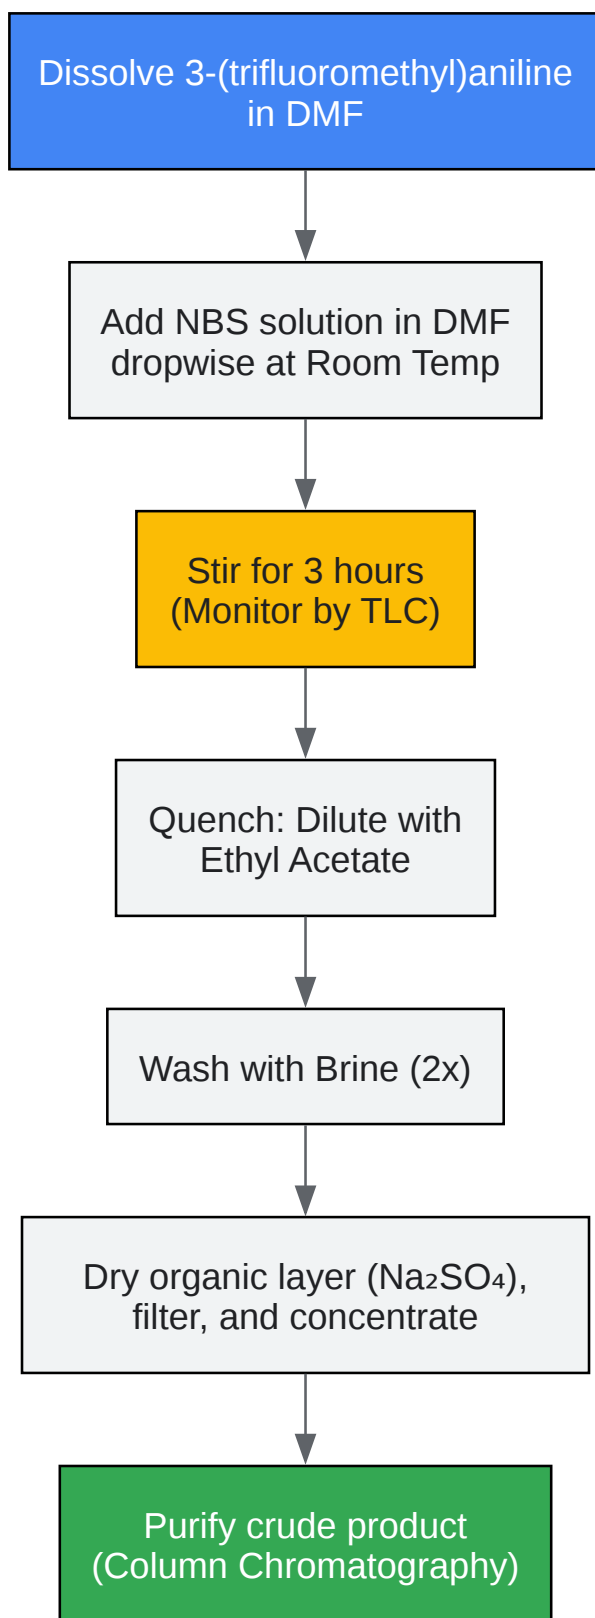 Dissolve 3-(trifluoromethyl)aniline
in DMF
Add NBS solution in DMF
dropwise at Room Temp
Stir for 3 hours
(Monitor by TLC)
Quench: Dilute with
Ethyl Acetate
Wash with Brine (2x)
Dry organic layer (Na₂SO₄),
filter, and concentrate
Purify crude product
(Column Chromatography)